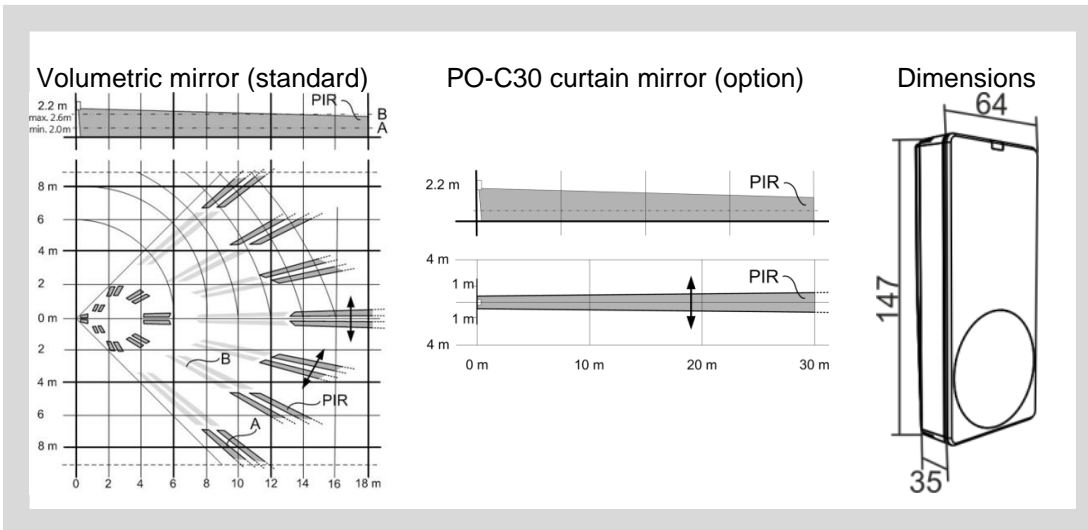 Volumetric mirror (standard)
2.2 m
max. 2.6m
min. 2.0m
PIR
B
A
8 m
6
4 m
2
0 m
2
4 m
6
8 m
B
PIR
A
0 2 4 6 8 10 12 14 16 18 m
PO-C30 curtain mirror (option)
2.2 m
PIR
4 m
1 m
1 m
4 m
PIR
0 m 10 m 20 m 30 m
Dimensions
64
147
35